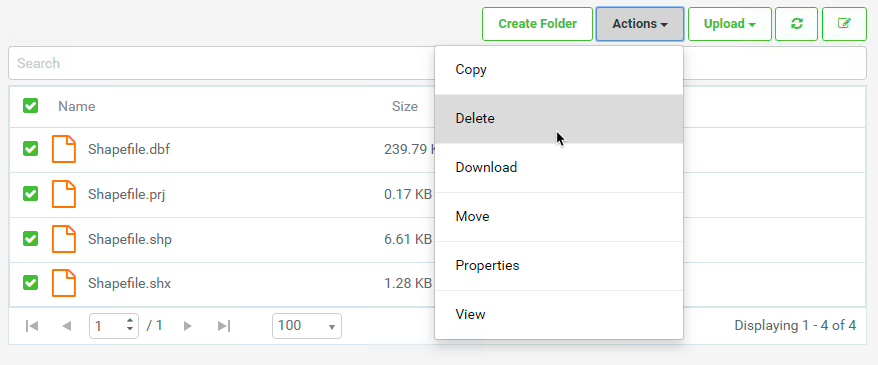 Create Folder Actions Upload
Search
Name Size
Shapefile.dbf 239.79
Shapefile.prj 0.17 KB
Shapefile.shp 6.61 KB
Shapefile.shx 1.28 KB
Copy
Delete
Download
Move
Properties
View
1 / 1 100 Displaying 1 - 4 of 4